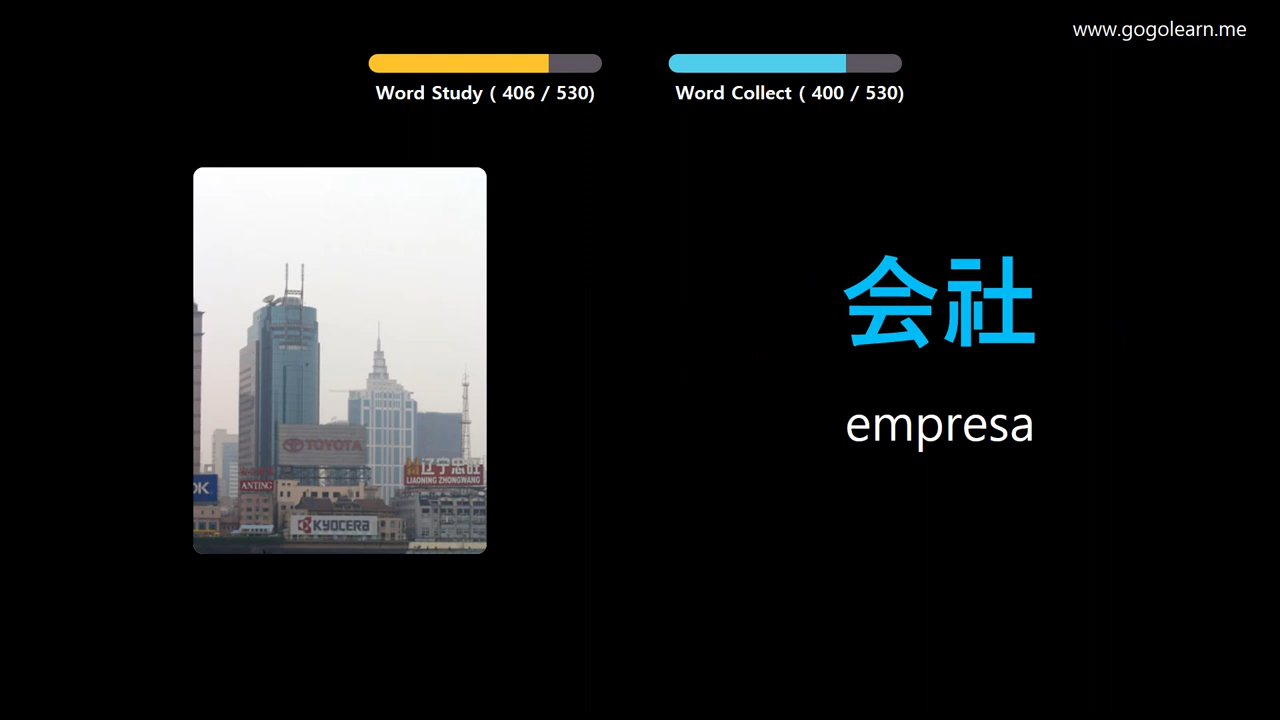 www.gogolearn.me
Word Study ( 406 / 530)
Word Collect ( 400 / 530)
会社
empresa
TOYOTA
辽宁忠旺
LIAONING ZHONGWANG
OK
ANTING
KYOCERA